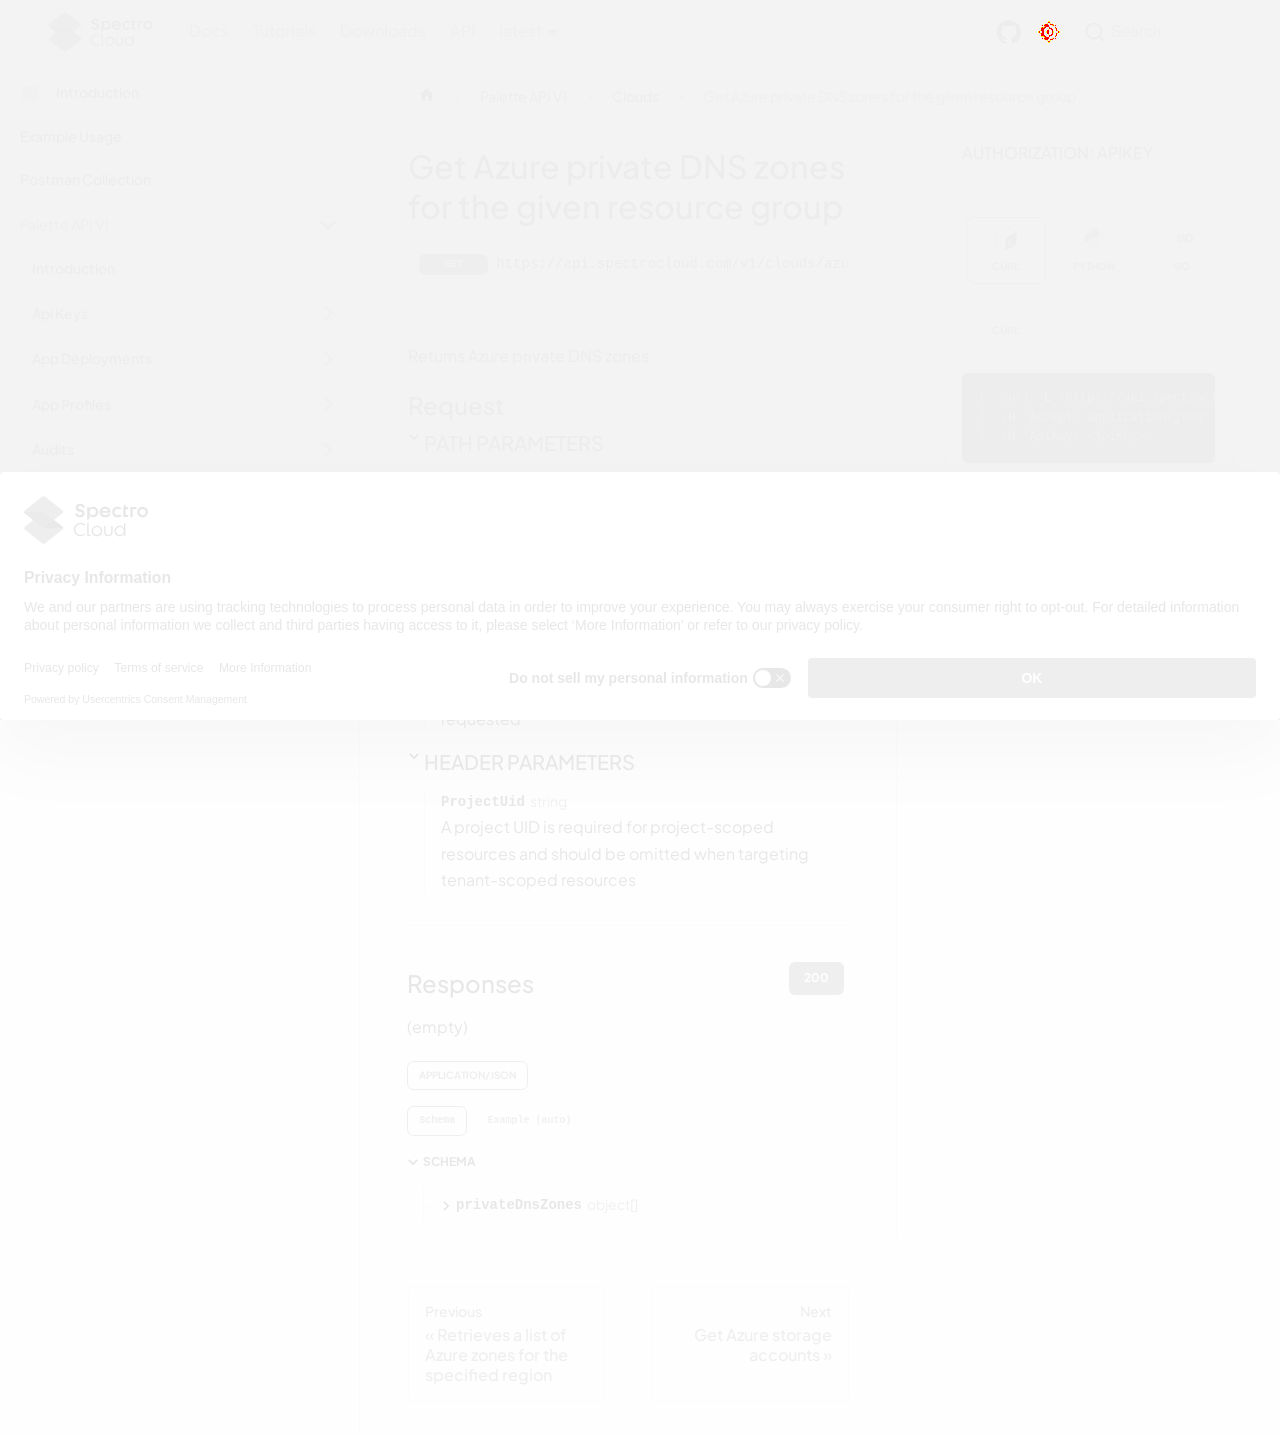 Spectro Cloud
Docs Tutorials Downloads API latest
Search
Introduction
Example Usage
Postman Collection
Palette API V1
Introduction
Api Keys
App Deployments
App Profiles
Audits
Palette API V1
Clouds
Get Azure private DNS zones for the given resource group
Get Azure private DNS zones
for the given resource group
GET https://api.spectrocloud.com/v1/clouds/az
Returns Azure private DNS zones
Request
PATH PARAMETERS
AUTHORIZATION: APIKEY
CURL
PYTHON
GO
CURL
Spectro
Cloud
Privacy Information
We and our partners are using tracking technologies to process personal data in order to improve your experience. You may always exercise your consumer right to opt-out. For detailed information
about personal information we collect and third parties having access to it, please select 'More Information' or refer to our privacy policy.
Privacy policy Terms of service More Information
Powered by Usercentrics Consent Management
Do not sell my personal information
OK
requested
HEADER PARAMETERS
ProjectUid string
A project UID is required for project-scoped
resources and should be omitted when targeting
tenant-scoped resources
Responses
200
(empty)
APPLICATION/JSON
Schema Example (auto)
SCHEMA
privateDnsZones object[]
Previous
« Retrieves a list of
Azure zones for the
specified region
Next
Get Azure storage
accounts »